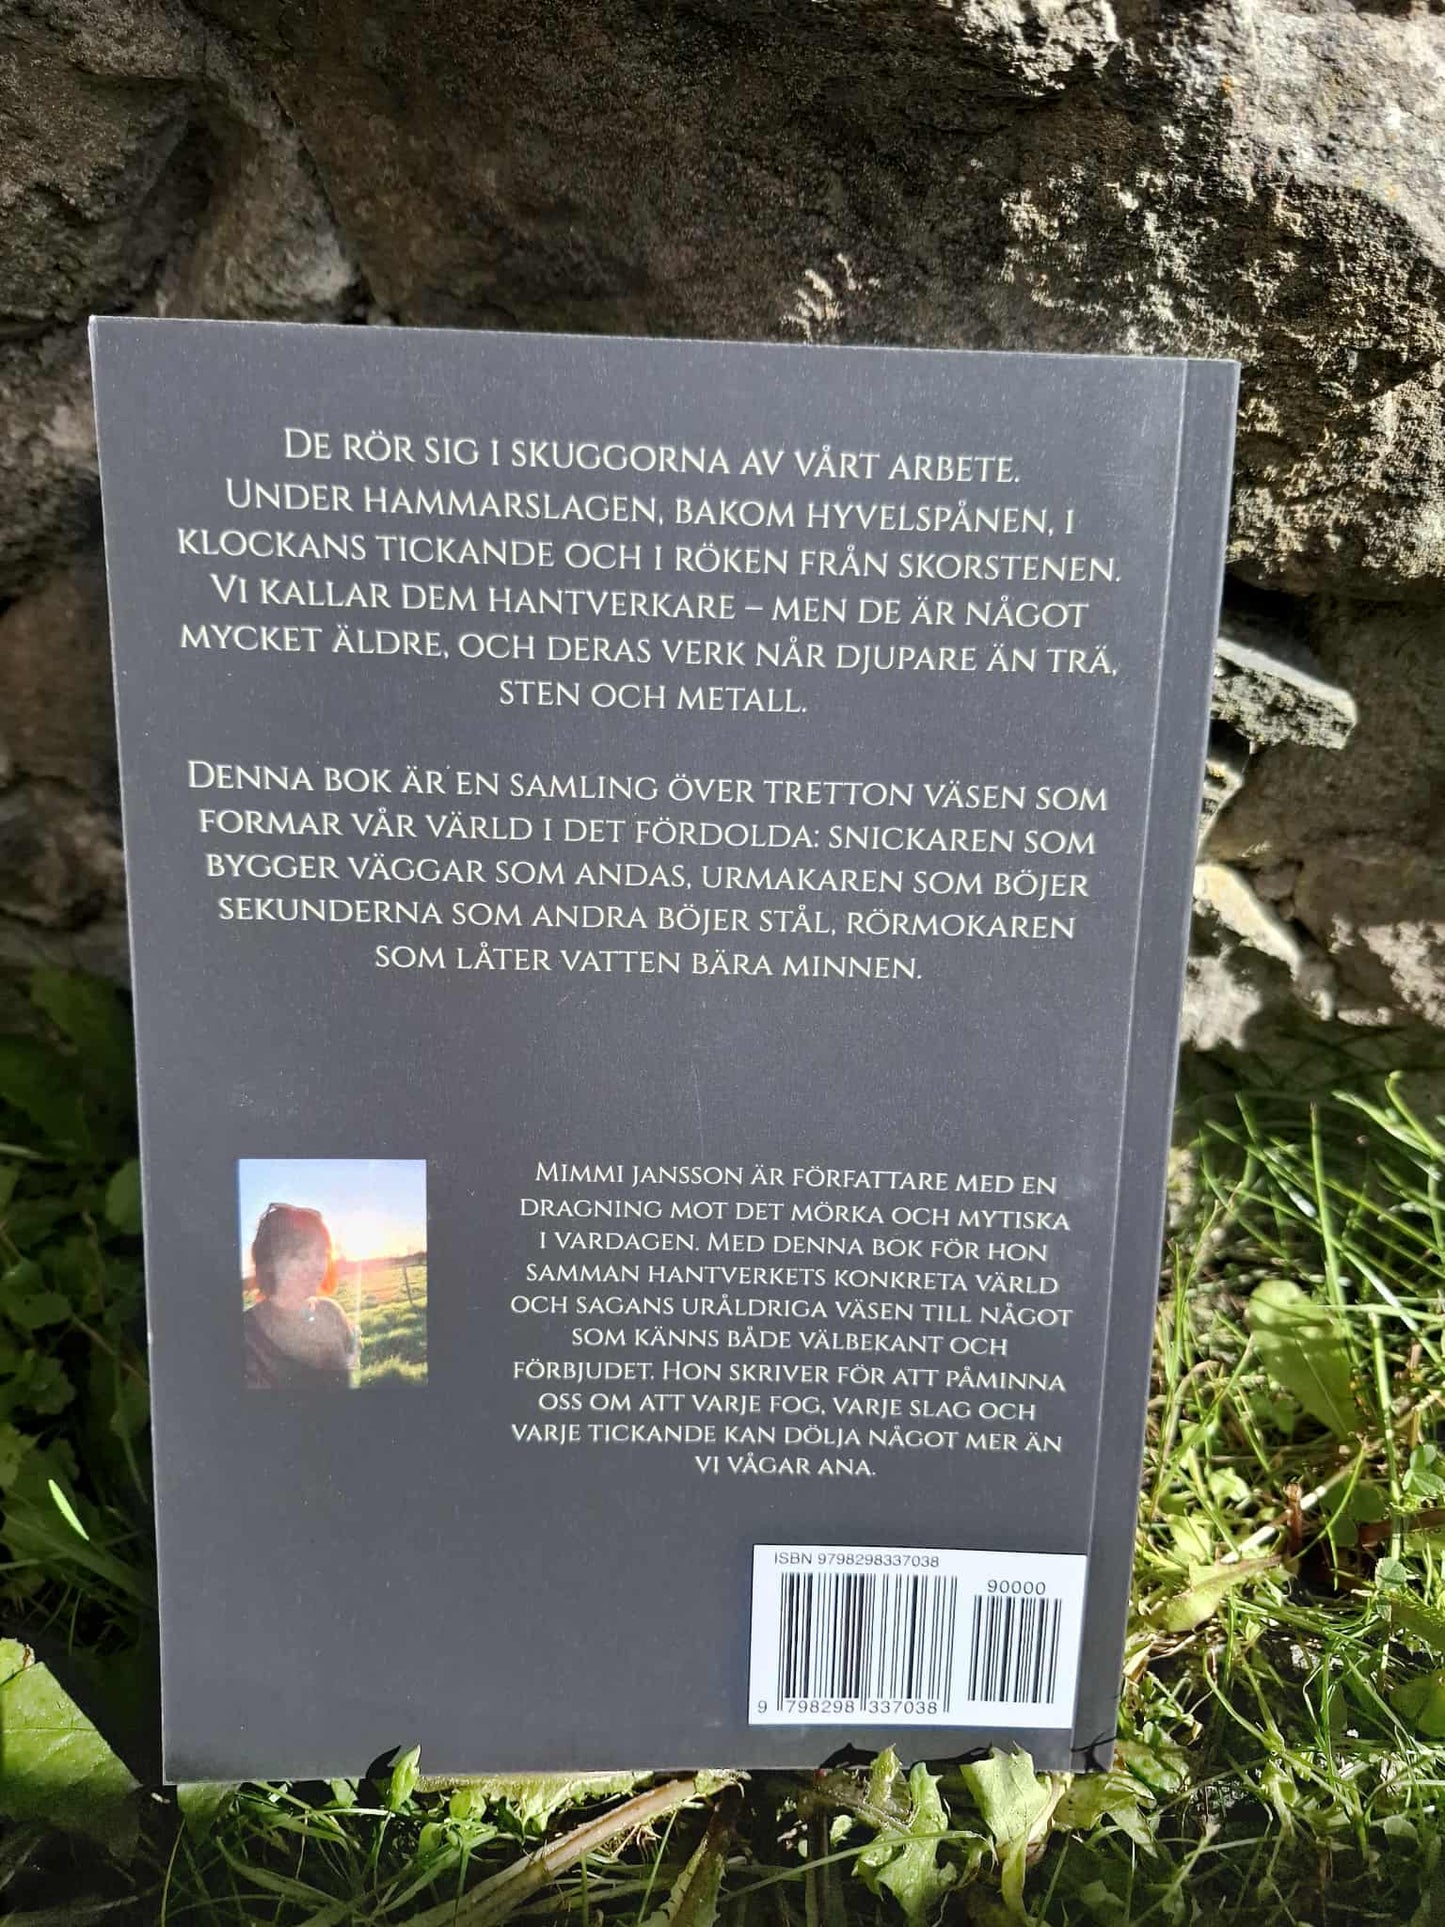 De rör sig i skuggorna av vårt arbete.
Under hammarslagen, bakom hyvelspånen, i
klockans tickande och i röken från skorstenen.
Vi kallar dem hantverkare – men de är något
mycket äldre, och deras verk når djupare än trä,
sten och metall.
Denna bok är en samling över tretton väsen som
formar vår värld i det fördolda: snickaren som
bygger väggar som andas, urmakaren som böjer
sekunderna som andra böjer stål, rörmokaren
som låter vatten bära minnen.
Mimmi Jansson är författare med en
dragning mot det mörka och mytiska
i vardagen. Med denna bok för hon
samman hantverkets konkreta värld
och sagans uråldriga väsen till något
som känns både välbekant och
förbjudet. Hon skriver för att påminna
oss om att varje fog, varje slag och
varje tickande kan dölja något mer än
vi vågar ana.
ISBN 9798298337038
90000
9 798298 337038